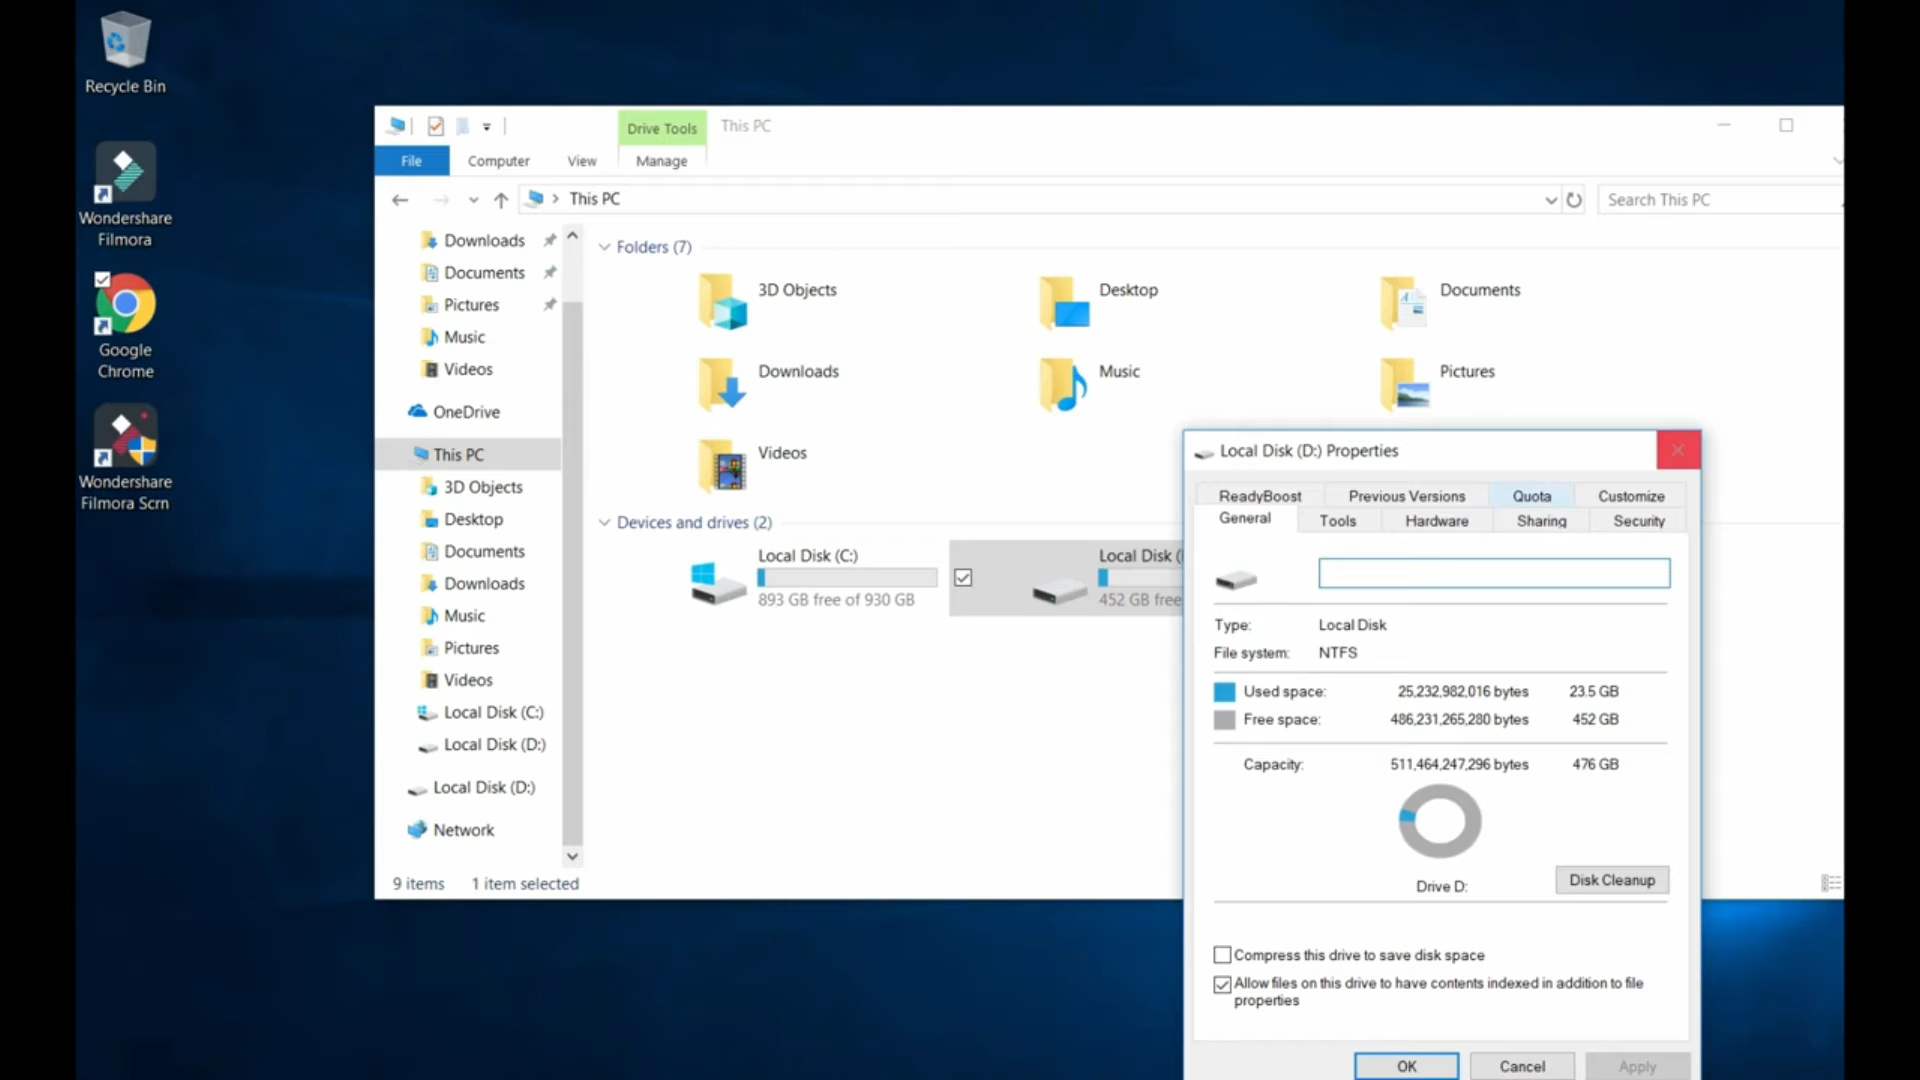 Recycle Bin
Wondershare
Filmora
Google
Chrome
Wondershare
Filmora Scrn
Drive Tools
This PC
File
Computer
View
Manage
This PC
Search This PC
Downloads
Documents
Pictures
Music
Videos
OneDrive
This PC
3D Objects
Desktop
Documents
Downloads
Music
Pictures
Videos
Local Disk (C:)
Local Disk (D:)
Local Disk (D:)
Network
Folders (7)
3D Objects
Desktop
Documents
Downloads
Music
Pictures
Videos
Devices and drives (2)
Local Disk (C:)
893 GB free of 930 GB
Local Disk (
452 GB free
9 items
1 item selected
Local Disk (D:) Properties
ReadyBoost
Previous Versions
Quota
Customize
General
Tools
Hardware
Sharing
Security
Type: Local Disk
File system: NTFS
Used space: 25,232,982,016 bytes 23.5 GB
Free space: 486,231,265,280 bytes 452 GB
Capacity: 511,464,247,296 bytes 476 GB
Drive D:
Disk Cleanup
Compress this drive to save disk space
Allow files on this drive to have contents indexed in addition to file
properties
OK
Cancel
Apply